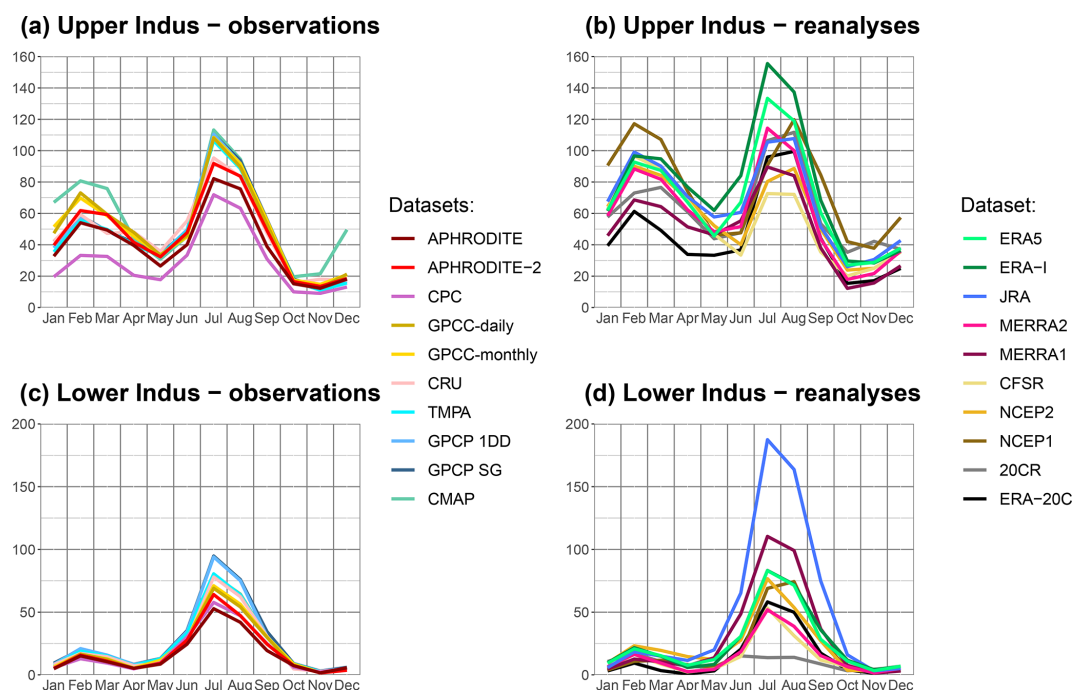 (a) Upper Indus − observations
160
140
120
100
80
60
40
20
0
Jan Feb Mar Apr May Jun Jul Aug Sep Oct Nov Dec
Datasets:
APHRODITE
APHRODITE−2
CPC
GPCC-daily
GPCC-monthly
CRU
TMPA
GPCP 1DD
GPCP SG
CMAP
(b) Upper Indus − reanalyses
160
140
120
100
80
60
40
20
0
Jan Feb Mar Apr May Jun Jul Aug Sep Oct Nov Dec
Dataset:
ERA5
ERA−I
JRA
MERRA2
MERRA1
CFSR
NCEP2
NCEP1
20CR
ERA−20C
(c) Lower Indus − observations
200
150
100
50
0
Jan Feb Mar Apr May Jun Jul Aug Sep Oct Nov Dec
(d) Lower Indus − reanalyses
200
150
100
50
0
Jan Feb Mar Apr May Jun Jul Aug Sep Oct Nov Dec